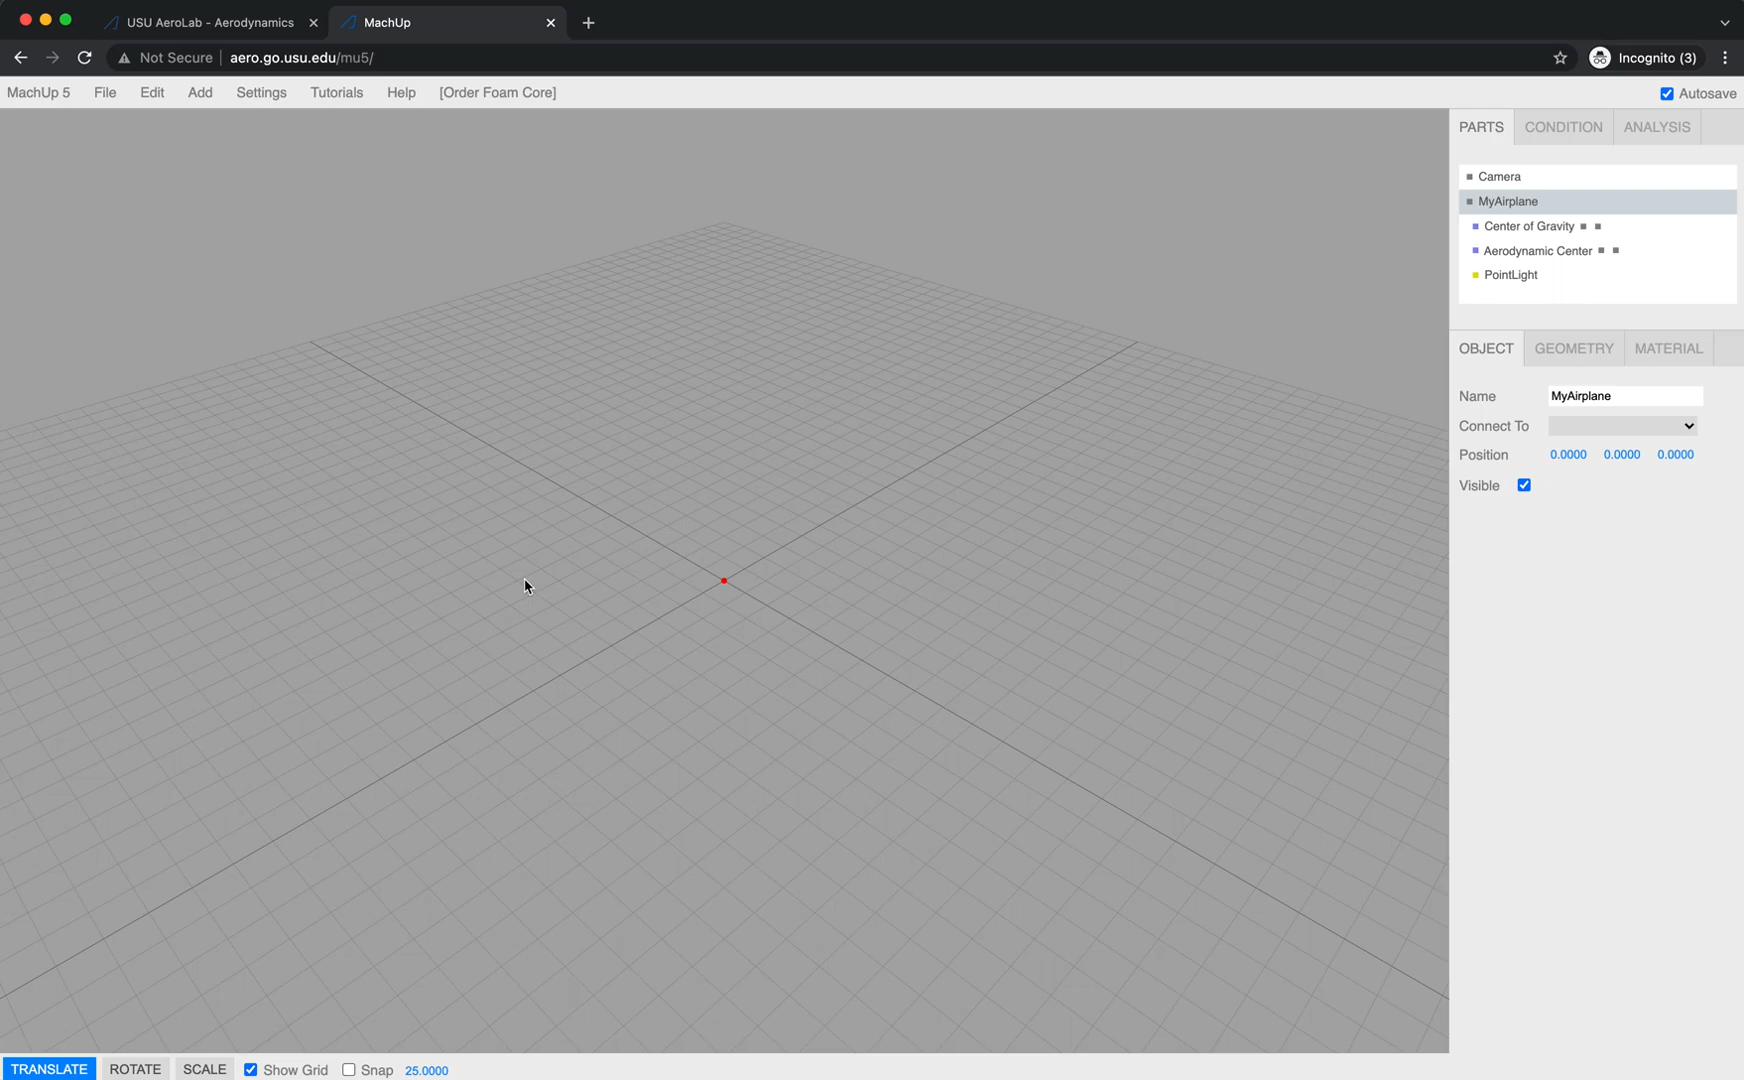 USU AeroLab - Aerodynamics
MachUp
Not Secure
aero.go.usu.edu/mu5/
Incognito (3)
MachUp 5 File Edit Add Settings Tutorials Help [Order Foam Core]
Autosave
PARTS CONDITION ANALYSIS
Camera
MyAirplane
Center of Gravity
Aerodynamic Center
PointLight
OBJECT GEOMETRY MATERIAL
Name MyAirplane
Connect To
Position 0.0000 0.0000 0.0000
Visible
TRANSLATE ROTATE SCALE Show Grid Snap 25.0000